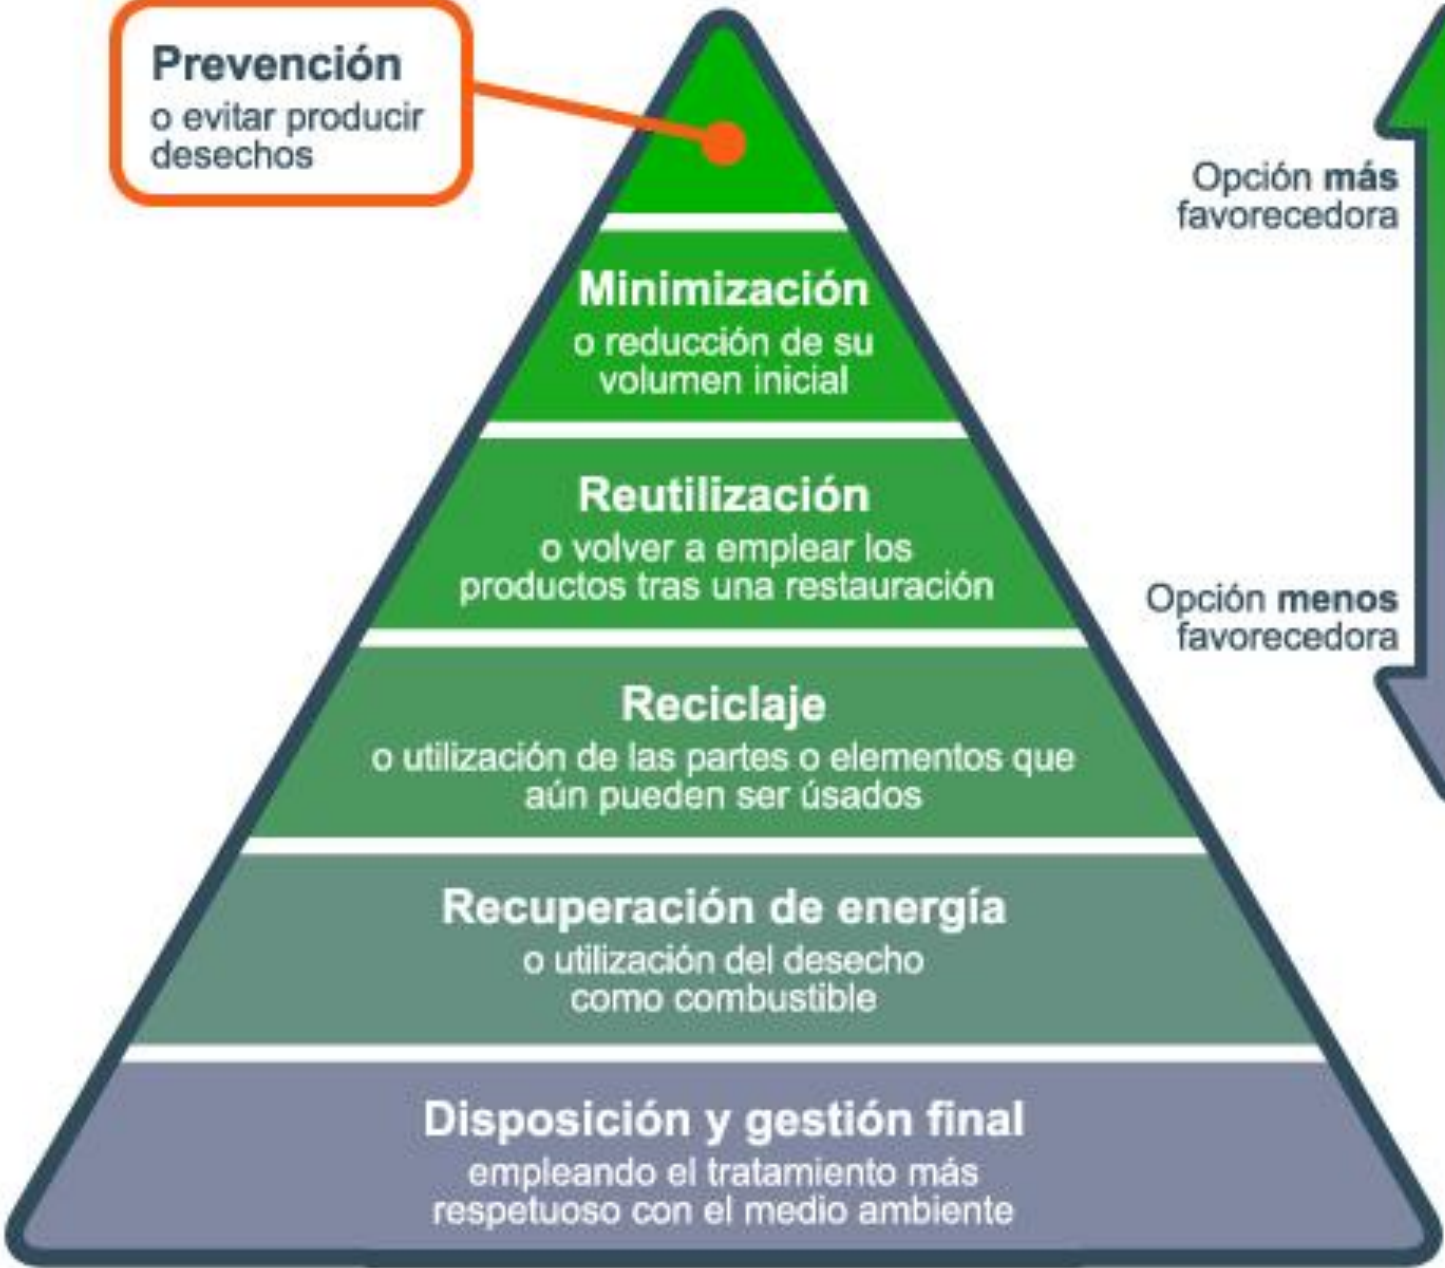 Prevención
o evitar producir
desechos
Opción más
favorecedora
Minimización
o reducción de su
volumen inicial
Reutilización
o volver a emplear los
productos tras una restauración
Opción menos
favorecedora
Reciclaje
o utilización de las partes o elementos que
aún pueden ser úsados
Recuperación de energía
o utilización del desecho
como combustible
Disposición y gestión final
empleando el tratamiento más
respetuoso con el medio ambiente